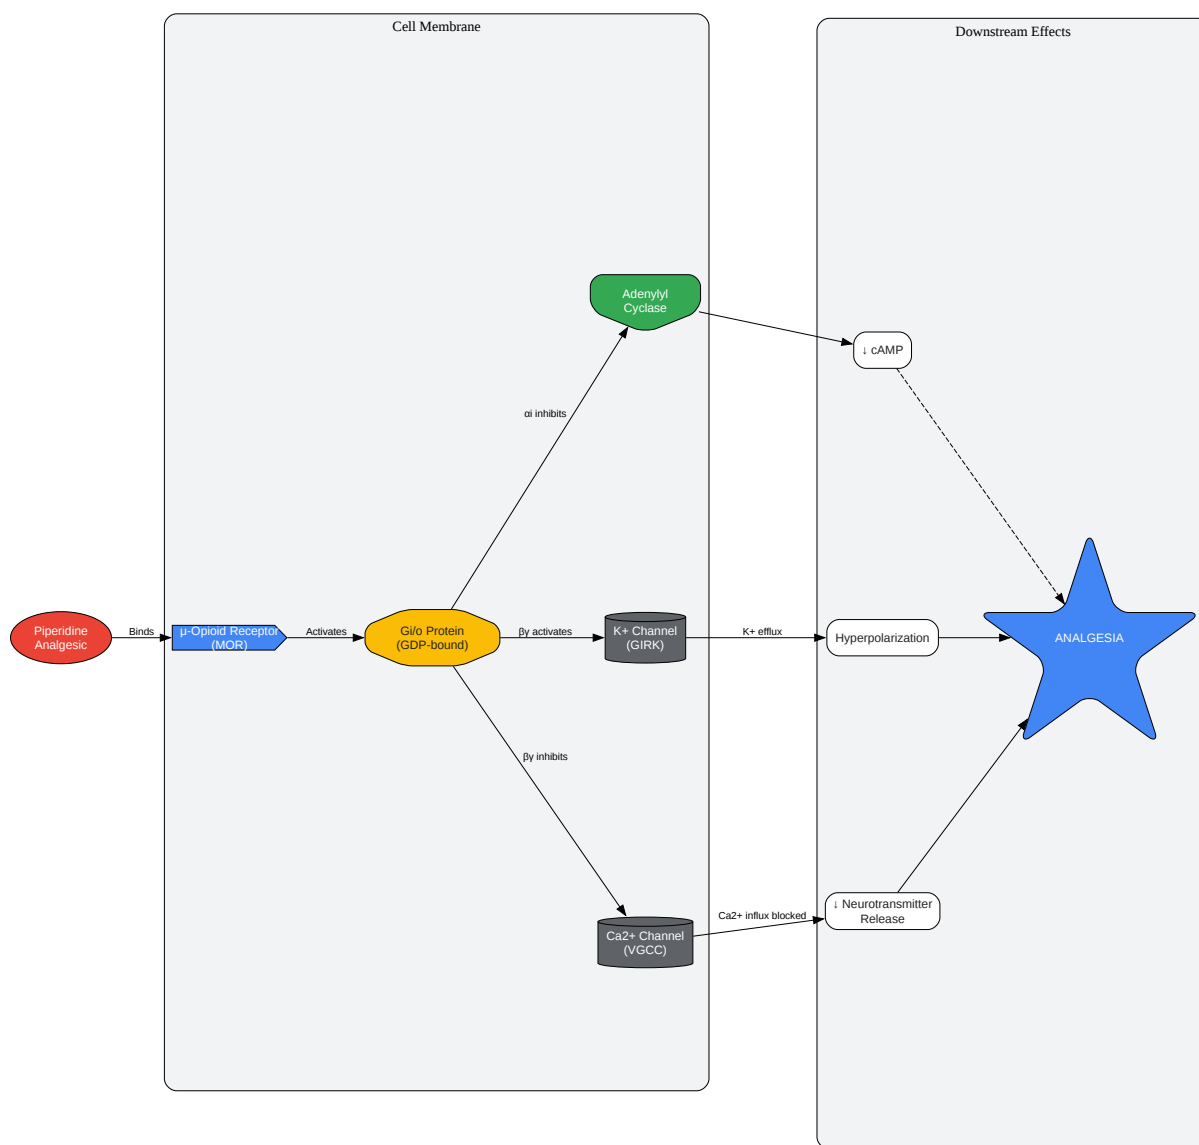 Cell Membrane
Downstream Effects
Adenylyl
Cyclase
↓ cAMP
αi inhibits
Piperidine
Analgesic
Binds
μ-Opioid Receptor
(MOR)
Activates
Gi/o Protein
(GDP-bound)
βγ activates
K+ Channel
(GIRK)
K+ efflux
Hyperpolarization
ANALGESIA
βγ inhibits
Ca2+ Channel
(VGCC)
Ca2+ influx blocked
↓ Neurotransmitter
Release